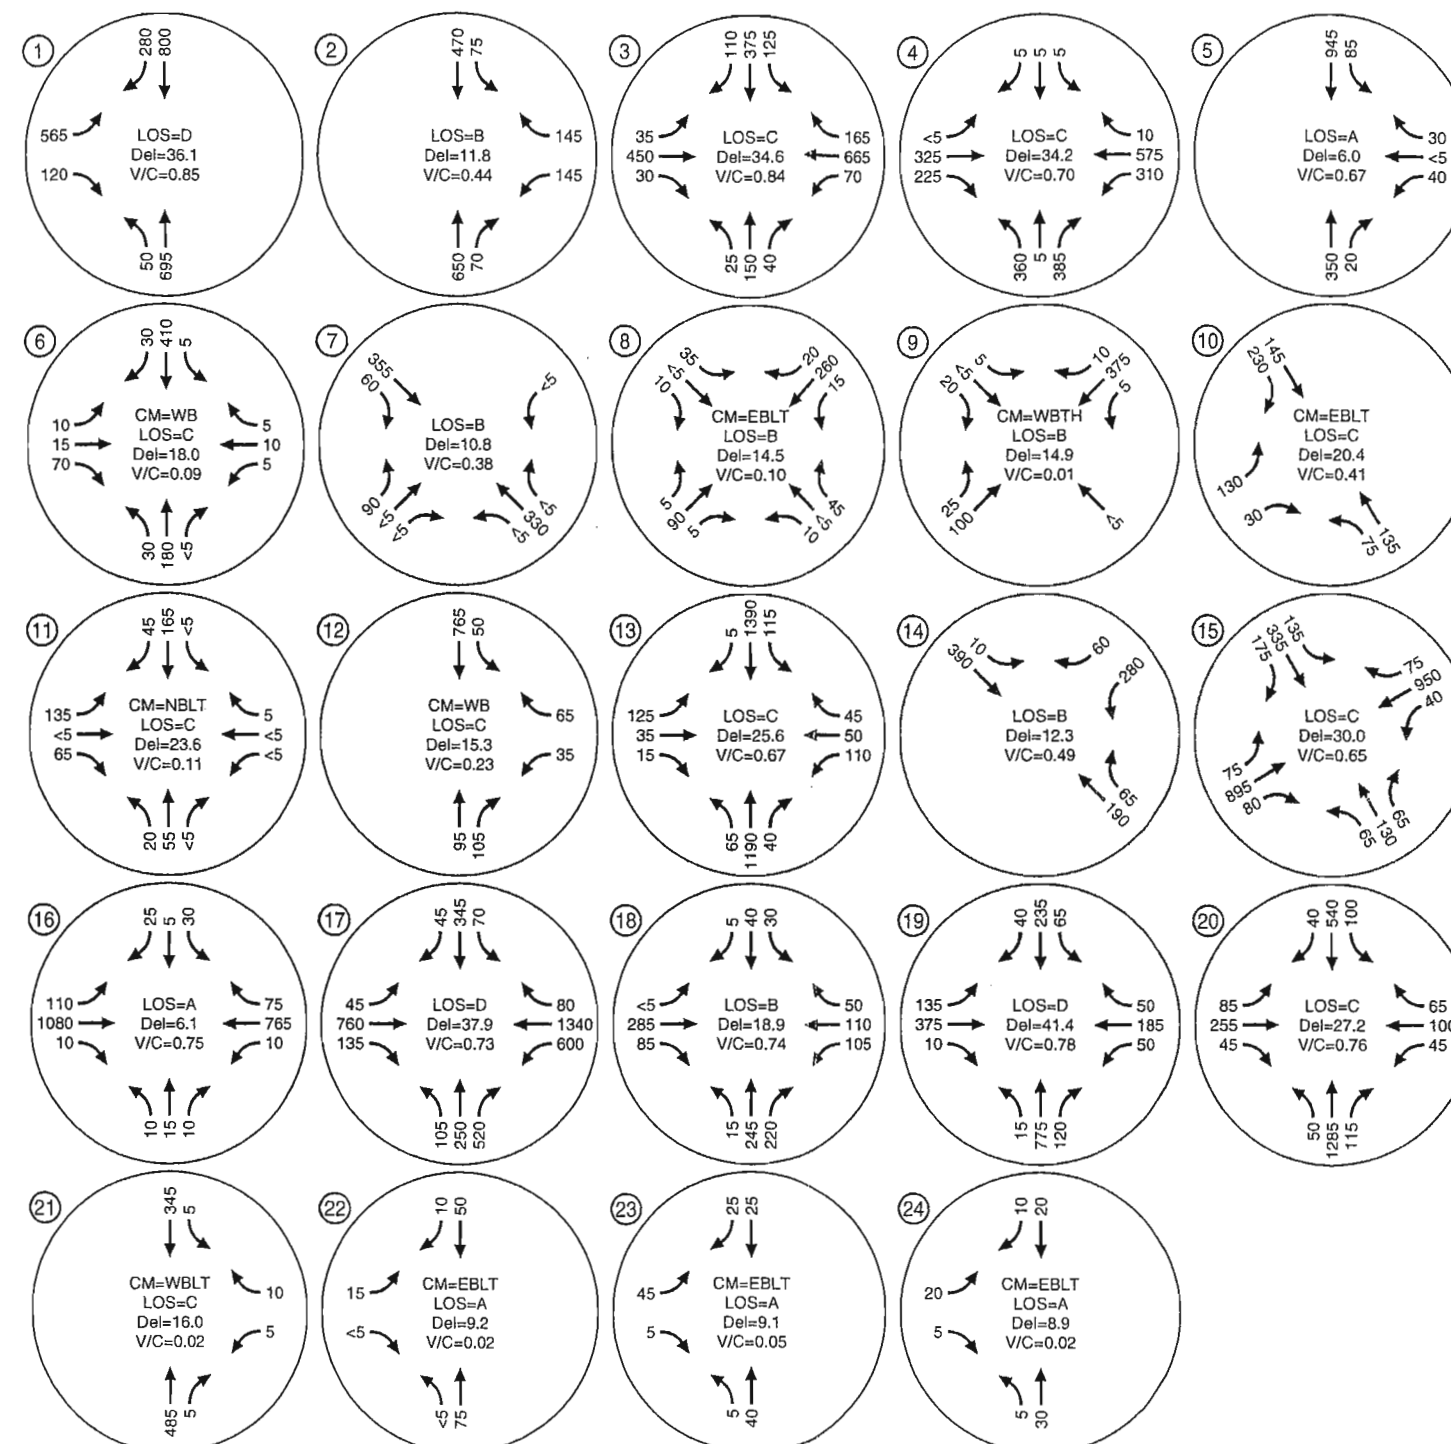 1
280 800
565
120
LOS=D
Del=36.1
V/C=0.85
50 695
2
470 75
LOS=B
Del=11.8
V/C=0.44
145
145
650 70
3
110 375 125
35
450
30
LOS=C
Del=34.6
V/C=0.84
165
665
70
25 150 40
4
5 5 5
<5
325
225
LOS=C
Del=34.2
V/C=0.70
10
575
310
360 5 385
5
945 85
LOS=A
Del=6.0
V/C=0.67
30
<5
40
350 20
6
30 410 5
10
15
70
CM=WB
LOS=C
Del=18.0
V/C=0.09
5
10
5
30 180 <5
7
355
60
<5
LOS=B
Del=10.8
V/C=0.38
90
<5
<5
<5
330
<5
8
35
<5
10
20
260
15
CM=EBLT
LOS=B
Del=14.5
V/C=0.10
5
90
5
45
<5
10
9
5
<5
20
10
375
5
CM=WBTH
LOS=B
Del=14.9
V/C=0.01
25
100
<5
10
145
230
CM=EBLT
LOS=C
Del=20.4
V/C=0.41
130
30
135
75
11
45 165 <5
135
<5
65
CM=NBLT
LOS=C
Del=23.6
V/C=0.11
5
<5
<5
20 55 <5
12
765 50
CM=WB
LOS=C
Del=15.3
V/C=0.23
65
35
95 105
13
5 1390 115
125
35
15
LOS=C
Del=25.6
V/C=0.67
45
50
110
65 1190 40
14
10
390
60
280
LOS=B
Del=12.3
V/C=0.49
65
190
15
135
335
175
75
950
40
LOS=C
Del=30.0
V/C=0.65
75
895
80
65
130
65
16
25 5 30
110
1080
10
LOS=A
Del=6.1
V/C=0.75
75
765
10
10 15 10
17
45 345 70
45
760
135
LOS=D
Del=37.9
V/C=0.73
80
1340
600
105 250 520
18
5 40 30
<5
285
85
LOS=B
Del=18.9
V/C=0.74
50
110
105
15 245 220
19
40 235 65
135
375
10
LOS=D
Del=41.4
V/C=0.78
50
185
50
15 775 120
20
40 540 100
85
255
45
LOS=C
Del=27.2
V/C=0.76
65
100
45
50 1285 115
21
345 5
CM=WBLT
LOS=C
Del=16.0
V/C=0.02
10
5
485 5
22
10 50
15
<5
CM=EBLT
LOS=A
Del=9.2
V/C=0.02
<5 75
23
25 25
45
5
CM=EBLT
LOS=A
Del=9.1
V/C=0.05
5 40
24
10 20
20
5
CM=EBLT
LOS=A
Del=8.9
V/C=0.02
5 30